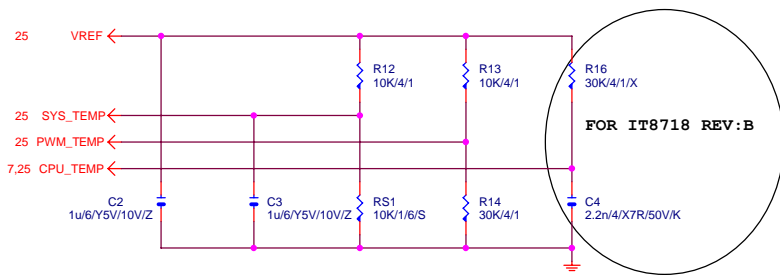 25 VREF
R12
10K/4/1
R13
10K/4/1
R16
30K/4/1/X
25 SYS_TEMP
FOR IT8718 REV:B
25 PWM_TEMP
7,25 CPU_TEMP
C2
1u/6/Y5V/10V/Z
C3
1u/6/Y5V/10V/Z
RS1
10K/1/6/S
R14
30K/4/1
C4
2.2n/4/X7R/50V/K